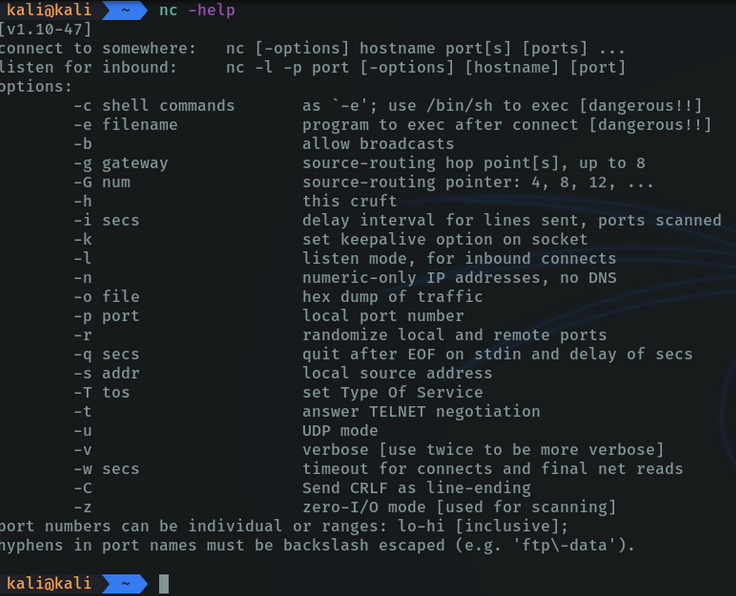 kali@kali ~ nc -help
[v1.10-47]
connect to somewhere:   nc [-options] hostname port[s] [ports] ...
listen for inbound:     nc -l -p port [-options] [hostname] [port]
options:
        -c shell commands       as `-e'; use /bin/sh to exec [dangerous!!]
        -e filename             program to exec after connect [dangerous!!]
        -b                      allow broadcasts
        -g gateway              source-routing hop point[s], up to 8
        -G num                  source-routing pointer: 4, 8, 12, ...
        -h                      this cruft
        -i secs                 delay interval for lines sent, ports scanned
        -k                      set keepalive option on socket
        -l                      listen mode, for inbound connects
        -n                      numeric-only IP addresses, no DNS
        -o file                 hex dump of traffic
        -p port                 local port number
        -r                      randomize local and remote ports
        -q secs                 quit after EOF on stdin and delay of secs
        -s addr                 local source address
        -T tos                  set Type Of Service
        -t                      answer TELNET negotiation
        -u                      UDP mode
        -v                      verbose [use twice to be more verbose]
        -w secs                 timeout for connects and final net reads
        -C                      Send CRLF as line-ending
        -z                      zero-I/O mode [used for scanning]
port numbers can be individual or ranges: lo-hi [inclusive];
hyphens in port names must be backslash escaped (e.g. 'ftp\-data').
kali@kali ~